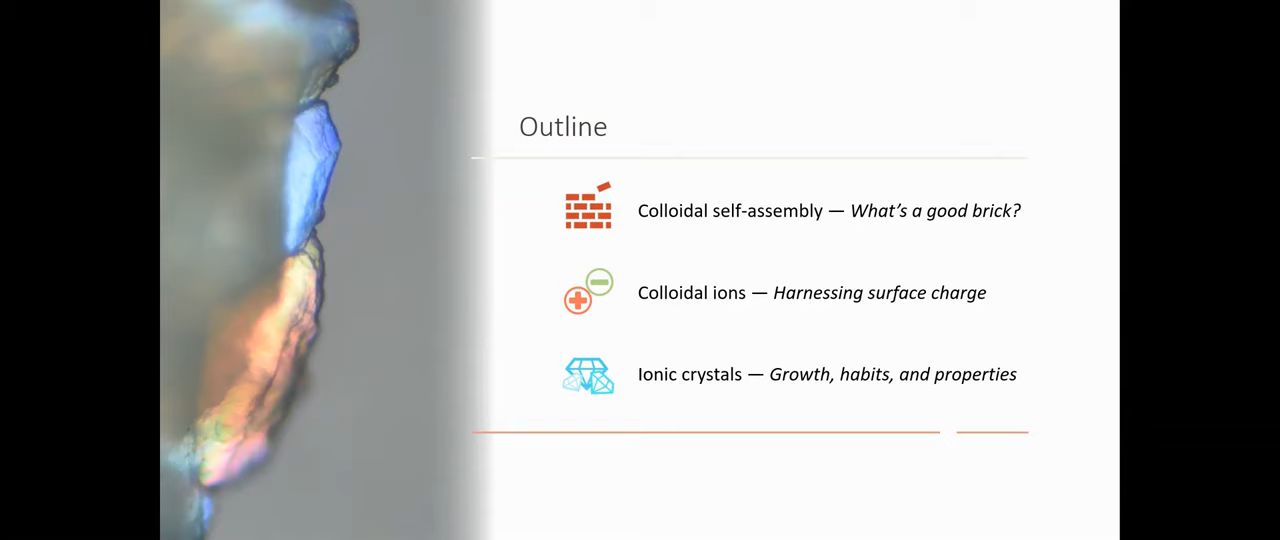 Outline
Colloidal self-assembly — What’s a good brick?
Colloidal ions — Harnessing surface charge
Ionic crystals — Growth, habits, and properties